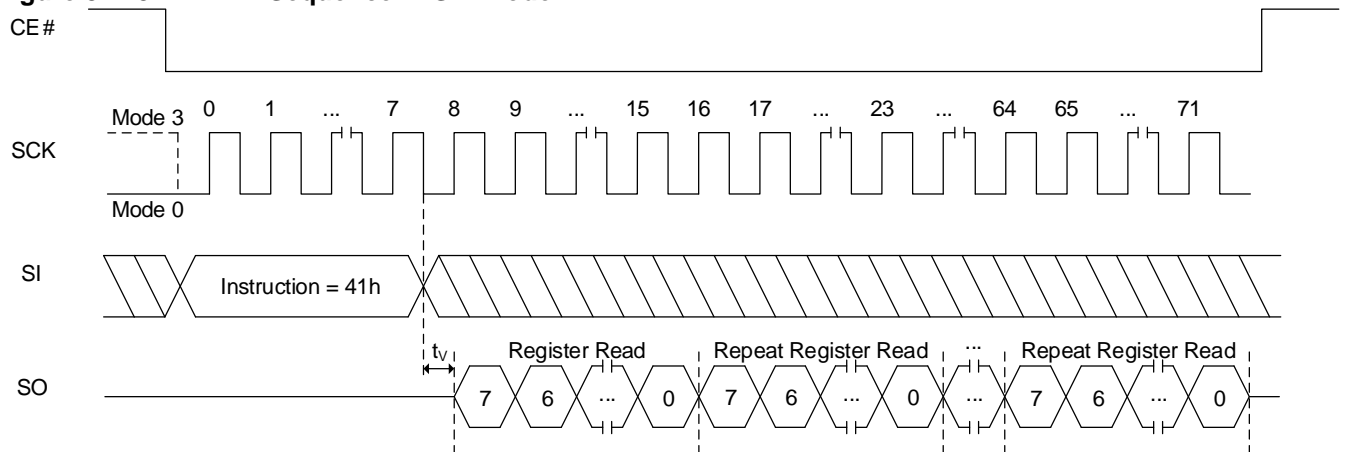 CE#
0 1 ... 7 8 9 ... 15 16 17 ... 23 ... 64 65 ... 71
Mode 3
SCK
Mode 0
SI
Instruction = 41h
tV
Register Read Repeat Register Read ... Repeat Register Read
SO
7 6 ... 0 7 6 ... 0 ... 7 6 ... 0